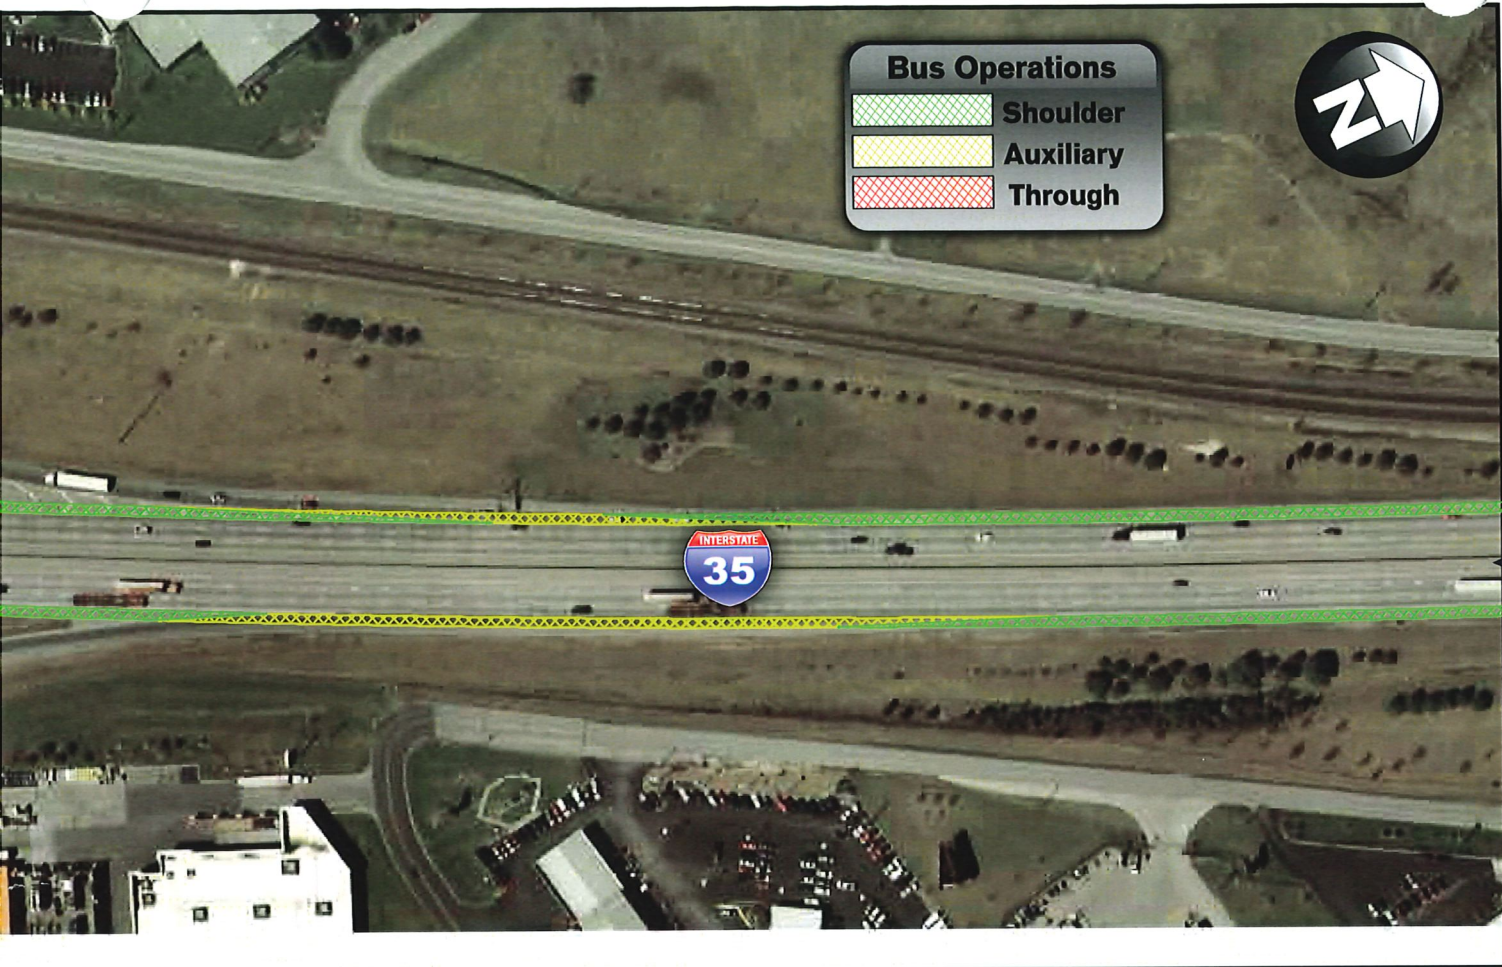 Bus Operations
Shoulder
Auxiliary
Through
N
INTERSTATE
35